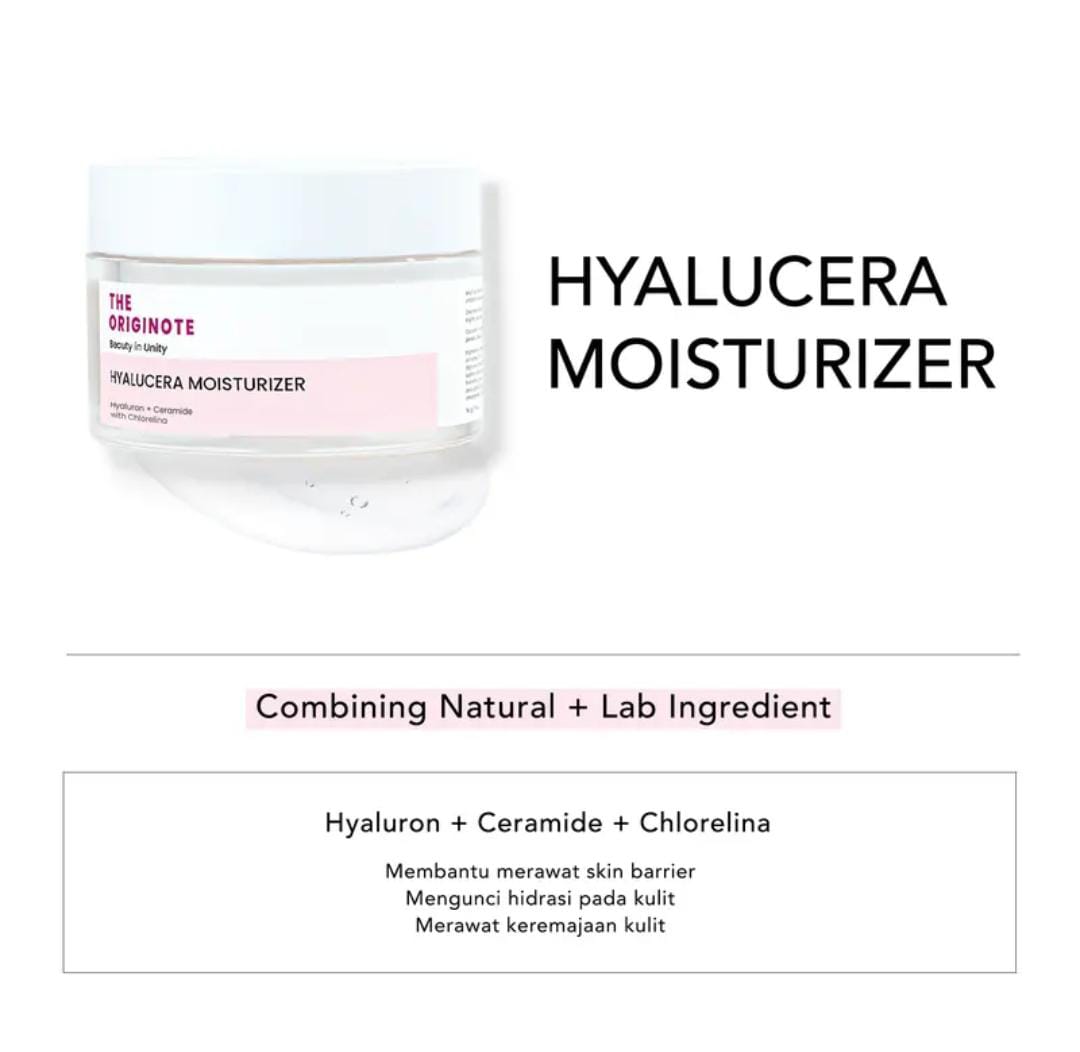 THE
ORIGINOTE
Beauty in Unity
HYALUCERA MOISTURIZER
Hyaluron + Ceramide
with Chlorelina
HYALUCERA
MOISTURIZER
Combining Natural + Lab Ingredient
Hyaluron + Ceramide + Chlorelina
Membantu merawat skin barrier
Mengunci hidrasi pada kulit
Merawat keremajaan kulit